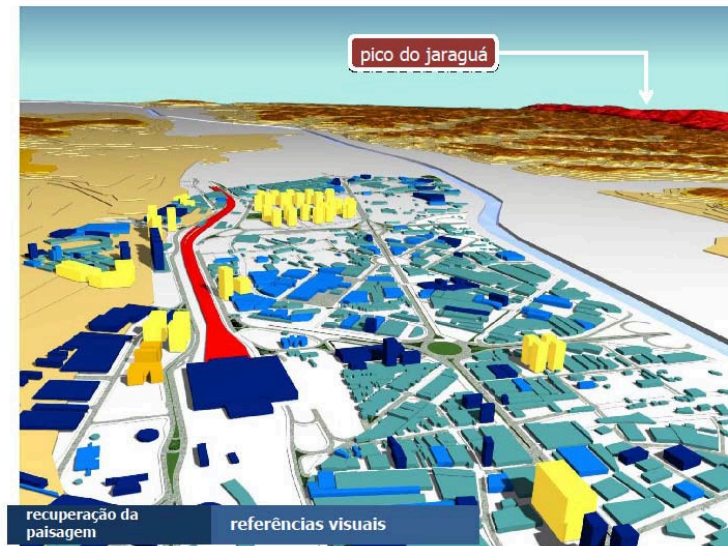 pico do jaraguá
recuperação da
paisagem
referências visuais